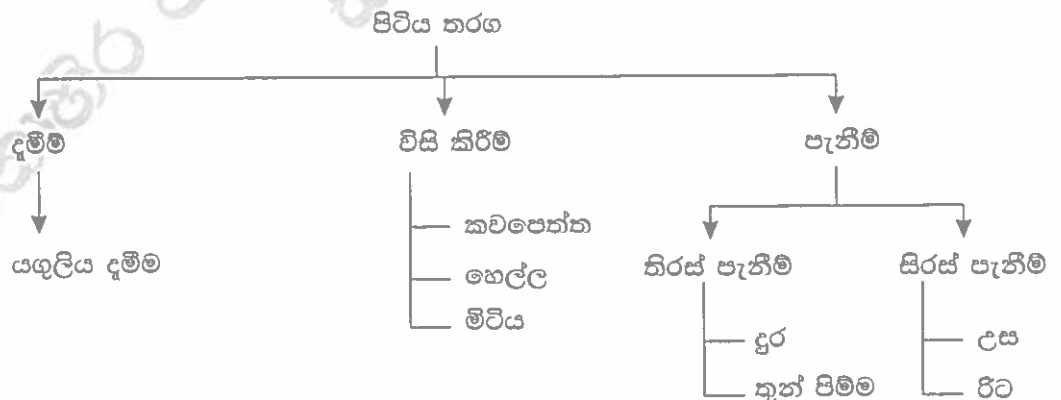 පිටිය තරග
දූමීම් විසි කිරීම් පැනීම්
යගුලිය දූමීම කවපෙත්ත තිරස් පැනීම් සිරස් පැනීම්
හෙල්ල
මිටිය
දුර උස
තුන් පිම්ම රිටි